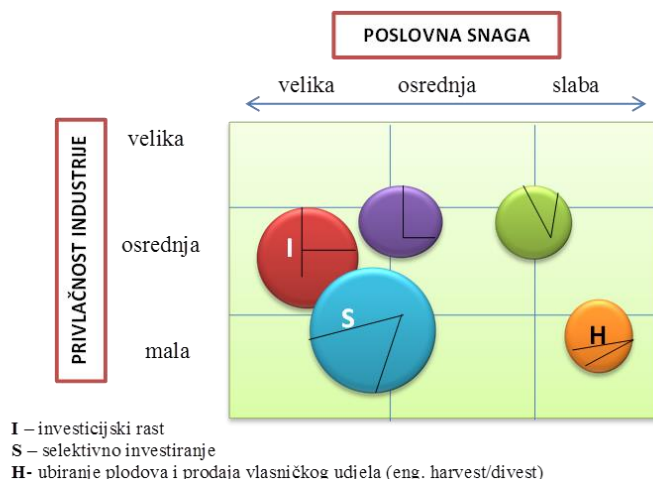 POSLOVNA SNAGA
velika osrednja slaba
PRIVLAČNOST INDUSTRIJE
velika
osrednja
mala
I
S
H
I – investicijski rast
S – selektivno investiranje
H- ubiranje plodova i prodaja vlasničkog udjela (eng. harvest/divest)